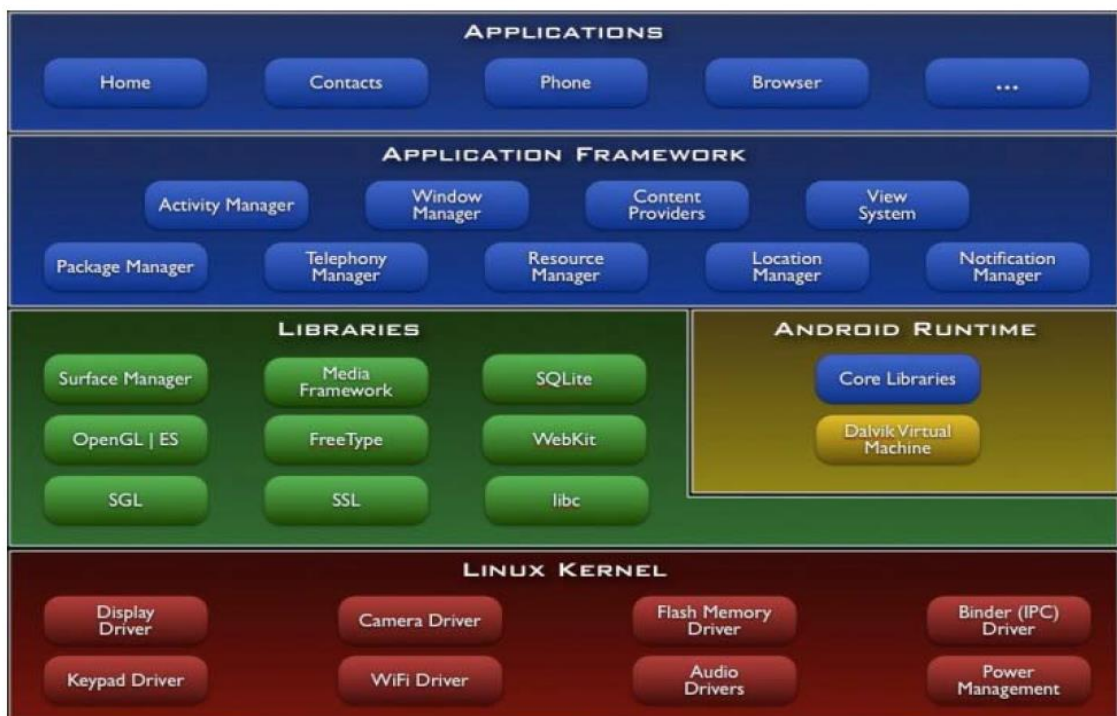 APPLICATIONS
Home
Contacts
Phone
Browser
...
APPLICATION FRAMEWORK
Activity Manager
Window
Manager
Content
Providers
View
System
Package Manager
Telephony
Manager
Resource
Manager
Location
Manager
Notification
Manager
LIBRARIES
Surface Manager
Media
Framework
SQLite
OpenGL | ES
FreeType
WebKit
SGL
SSL
libc
ANDROID RUNTIME
Core Libraries
Dalvik Virtual
Machine
LINUX KERNEL
Display
Driver
Camera Driver
Flash Memory
Driver
Binder (IPC)
Driver
Keypad Driver
WiFi Driver
Audio
Drivers
Power
Management